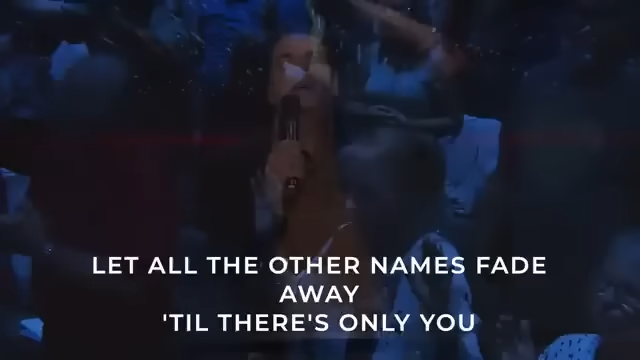 LET ALL THE OTHER NAMES FADE
AWAY
'TIL THERE'S ONLY YOU